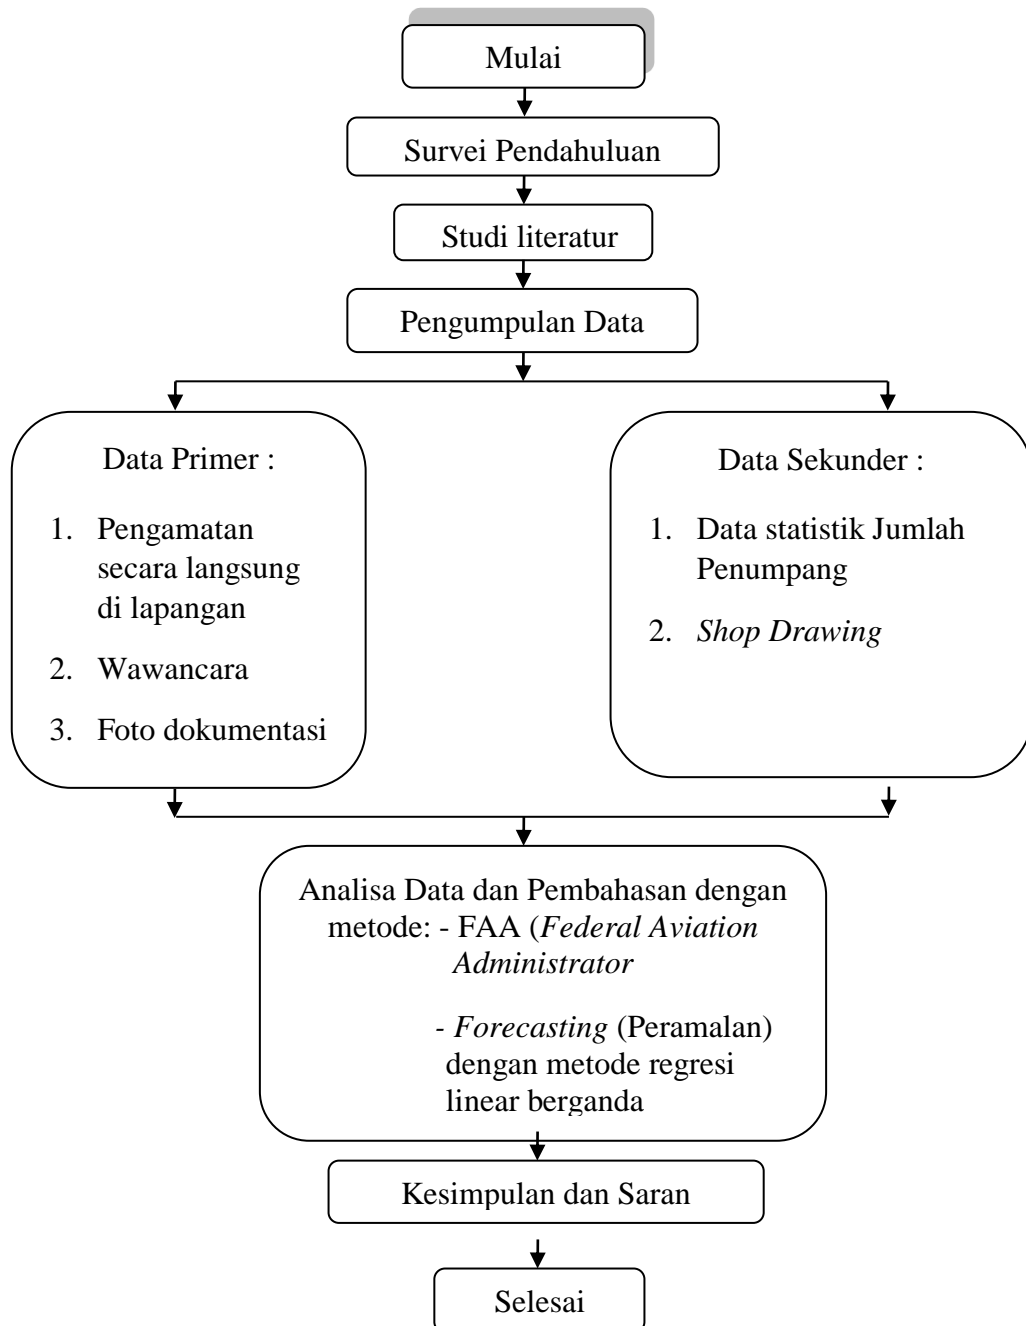 Mulai
Survei Pendahuluan
Studi literatur
Pengumpulan Data
Data Primer :
1. Pengamatan
secara langsung
di lapangan
2. Wawancara
3. Foto dokumentasi
Data Sekunder :
1. Data statistik Jumlah
Penumpang
2. Shop Drawing
Analisa Data dan Pembahasan dengan
metode: - FAA (Federal Aviation
Administrator
- Forecasting (Peramalan)
dengan metode regresi
linear berganda
Kesimpulan dan Saran
Selesai